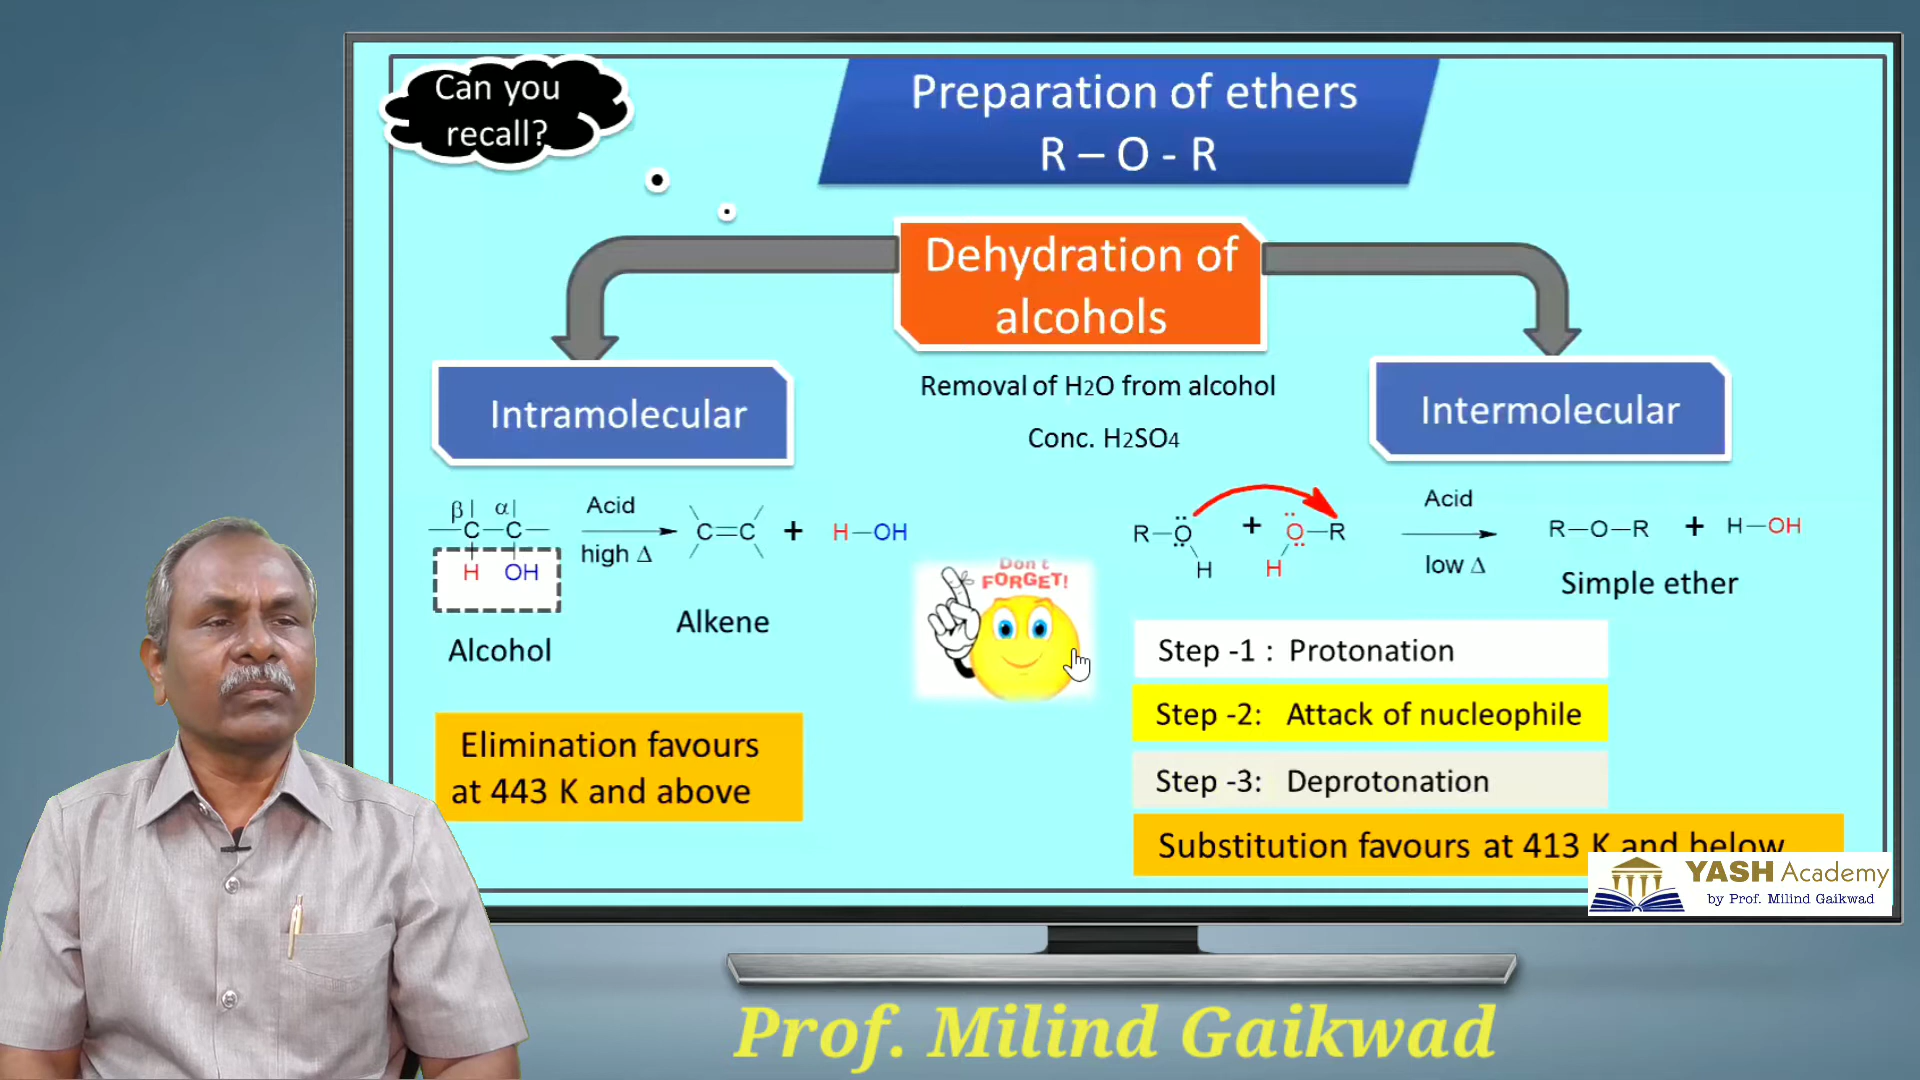 Can you
recall?
Preparation of ethers
R – O - R
Dehydration of
alcohols
Removal of H2O from alcohol
Conc. H2SO4
Intramolecular
β α
C C
H OH
Acid
high Δ
C=C + H–OH
Alcohol
Alkene
Elimination favours
at 443 K and above
Don't
FORGET!
Intermolecular
R–O + O–R
H H
Acid
low Δ
R–O–R + H–OH
Simple ether
Step -1 : Protonation
Step -2: Attack of nucleophile
Step -3: Deprotonation
Substitution favours at 413 K and below
YASH Academy
by Prof. Milind Gaikwad
Prof. Milind Gaikwad